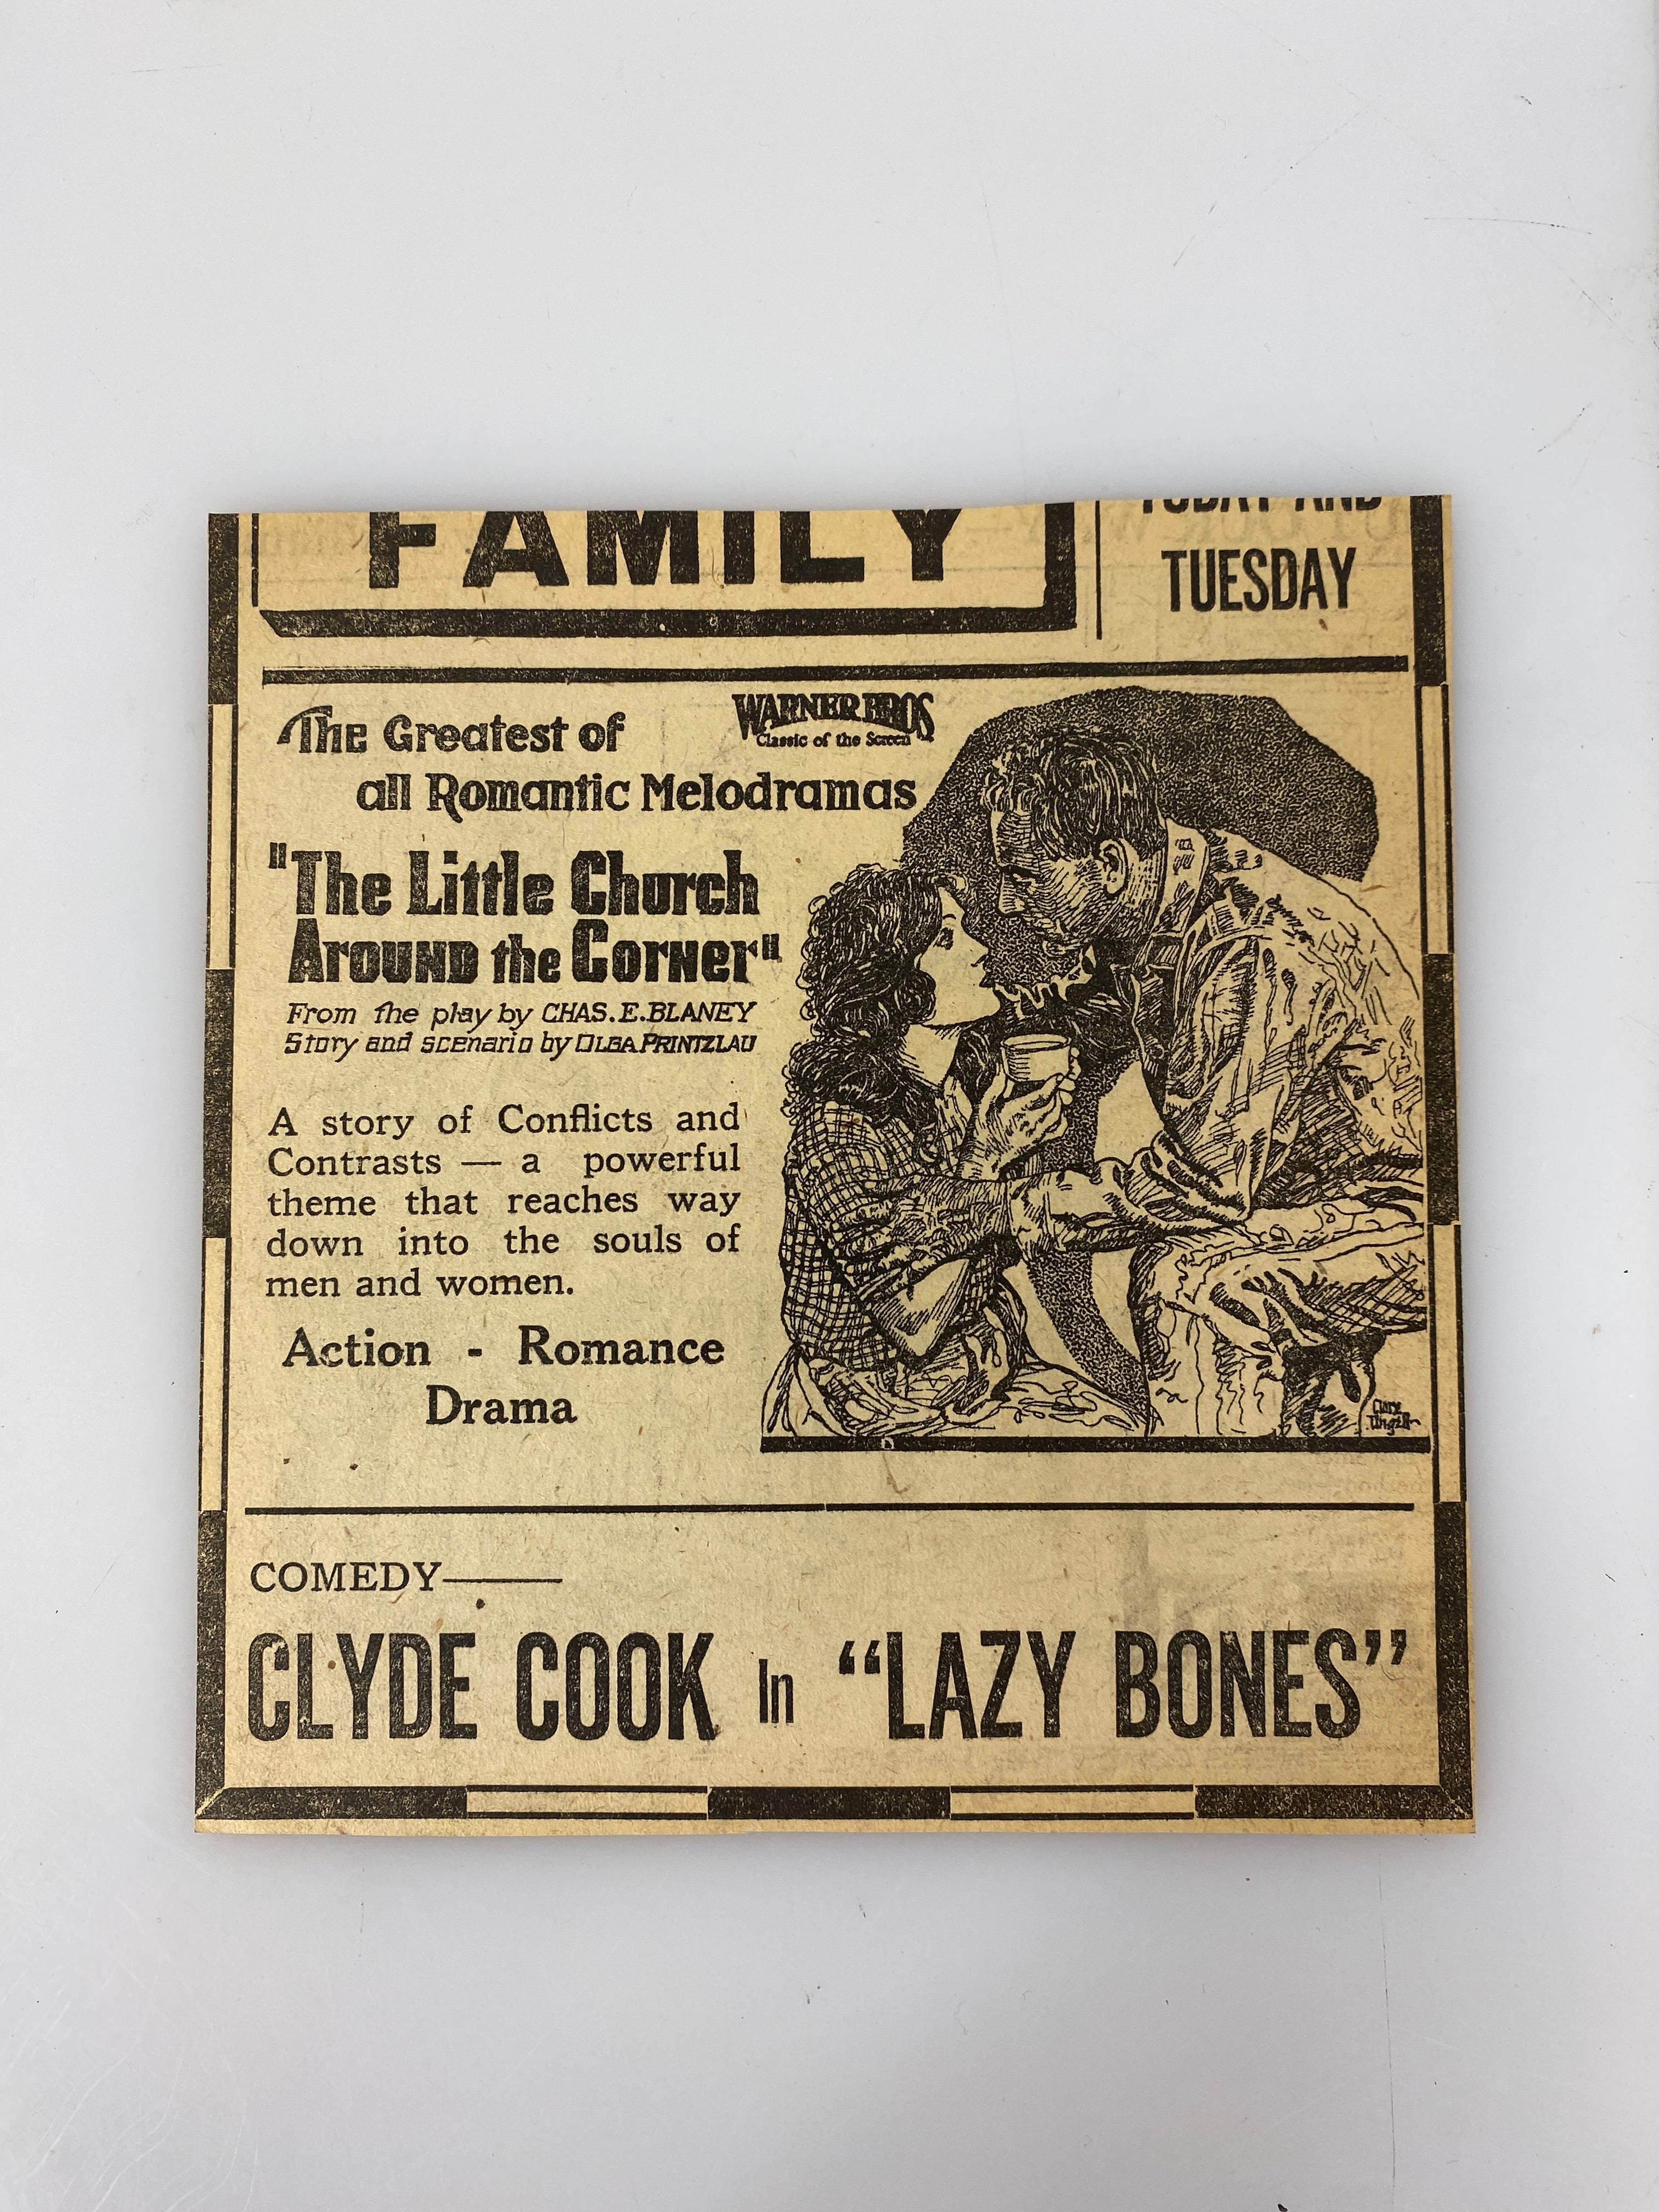 FAMILY
TODAY AND
TUESDAY
WARNER BROS
Classic of the Screen
The Greatest of
all Romantic Melodramas
"The Little Church
Around the Corner"
From the play by CHAS. E. BLANEY
Story and scenario by OLGA PRINTZLAU
A story of Conflicts and
Contrasts — a powerful
theme that reaches way
down into the souls of
men and women.
Action - Romance
Drama
COMEDY——
CLYDE COOK In “LAZY BONES”